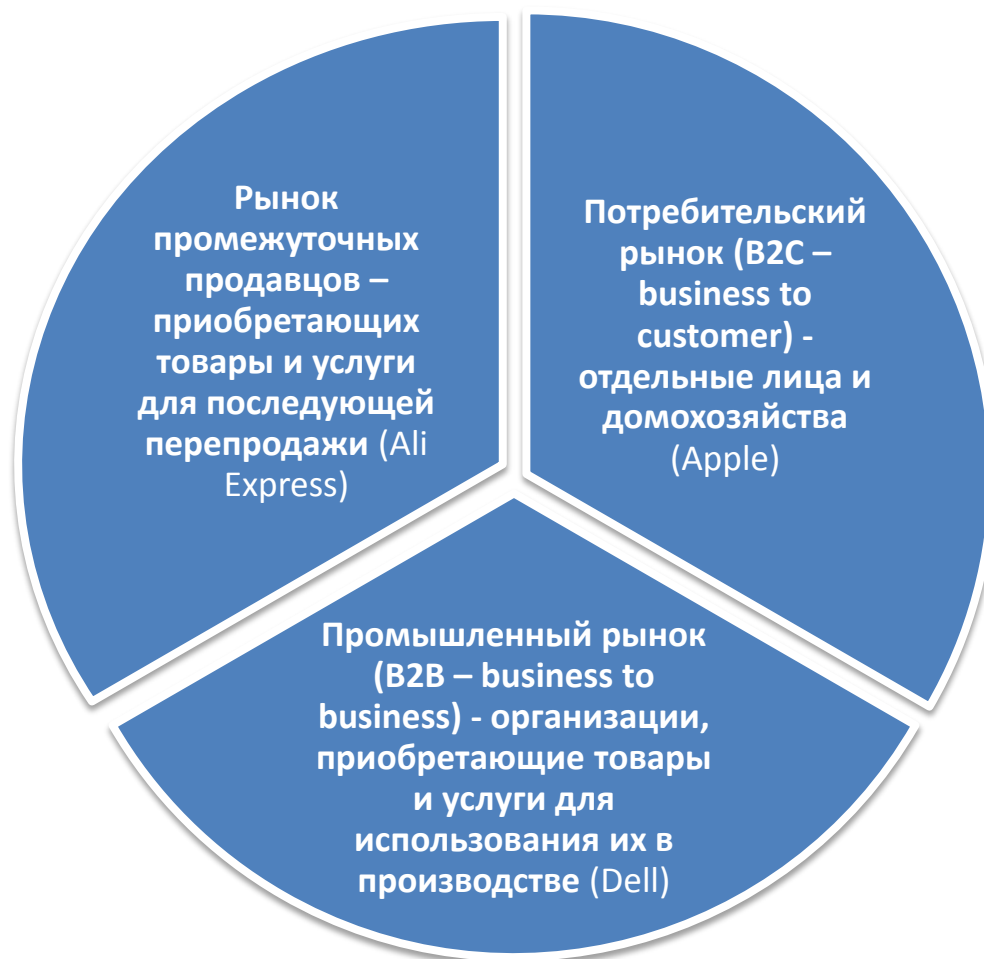 Рынок
промежуточных
продавцов –
приобретающих
товары и услуги
для последующей
перепродажи (Ali
Express)
Потребительский
рынок (B2C –
business to
customer) -
отдельные лица и
домохозяйства
(Apple)
Промышленный рынок
(B2B – business to
business) - организации,
приобретающие товары
и услуги для
использования их в
производстве (Dell)